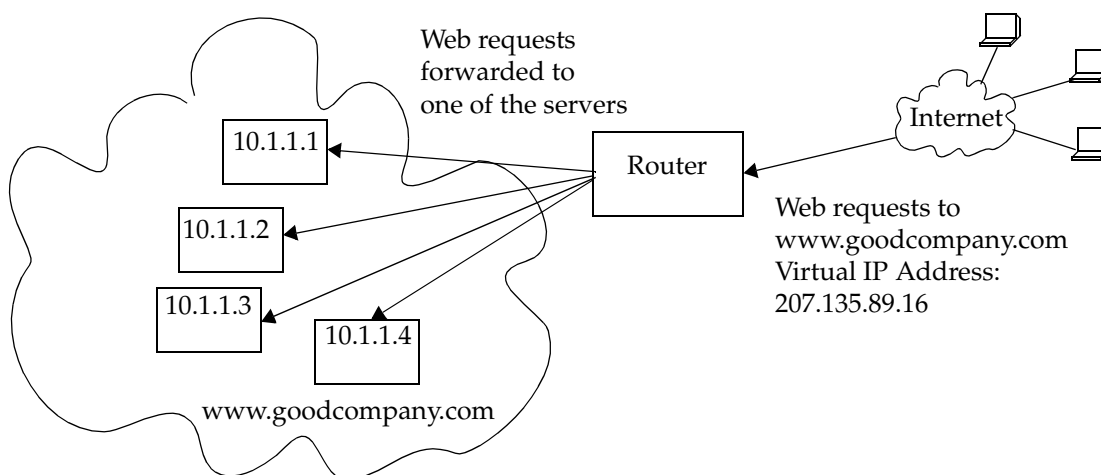 Web requests
forwarded to
one of the servers
Internet
10.1.1.1
Router
10.1.1.2
Web requests to
www.goodcompany.com
Virtual IP Address:
207.135.89.16
10.1.1.3
10.1.1.4
www.goodcompany.com